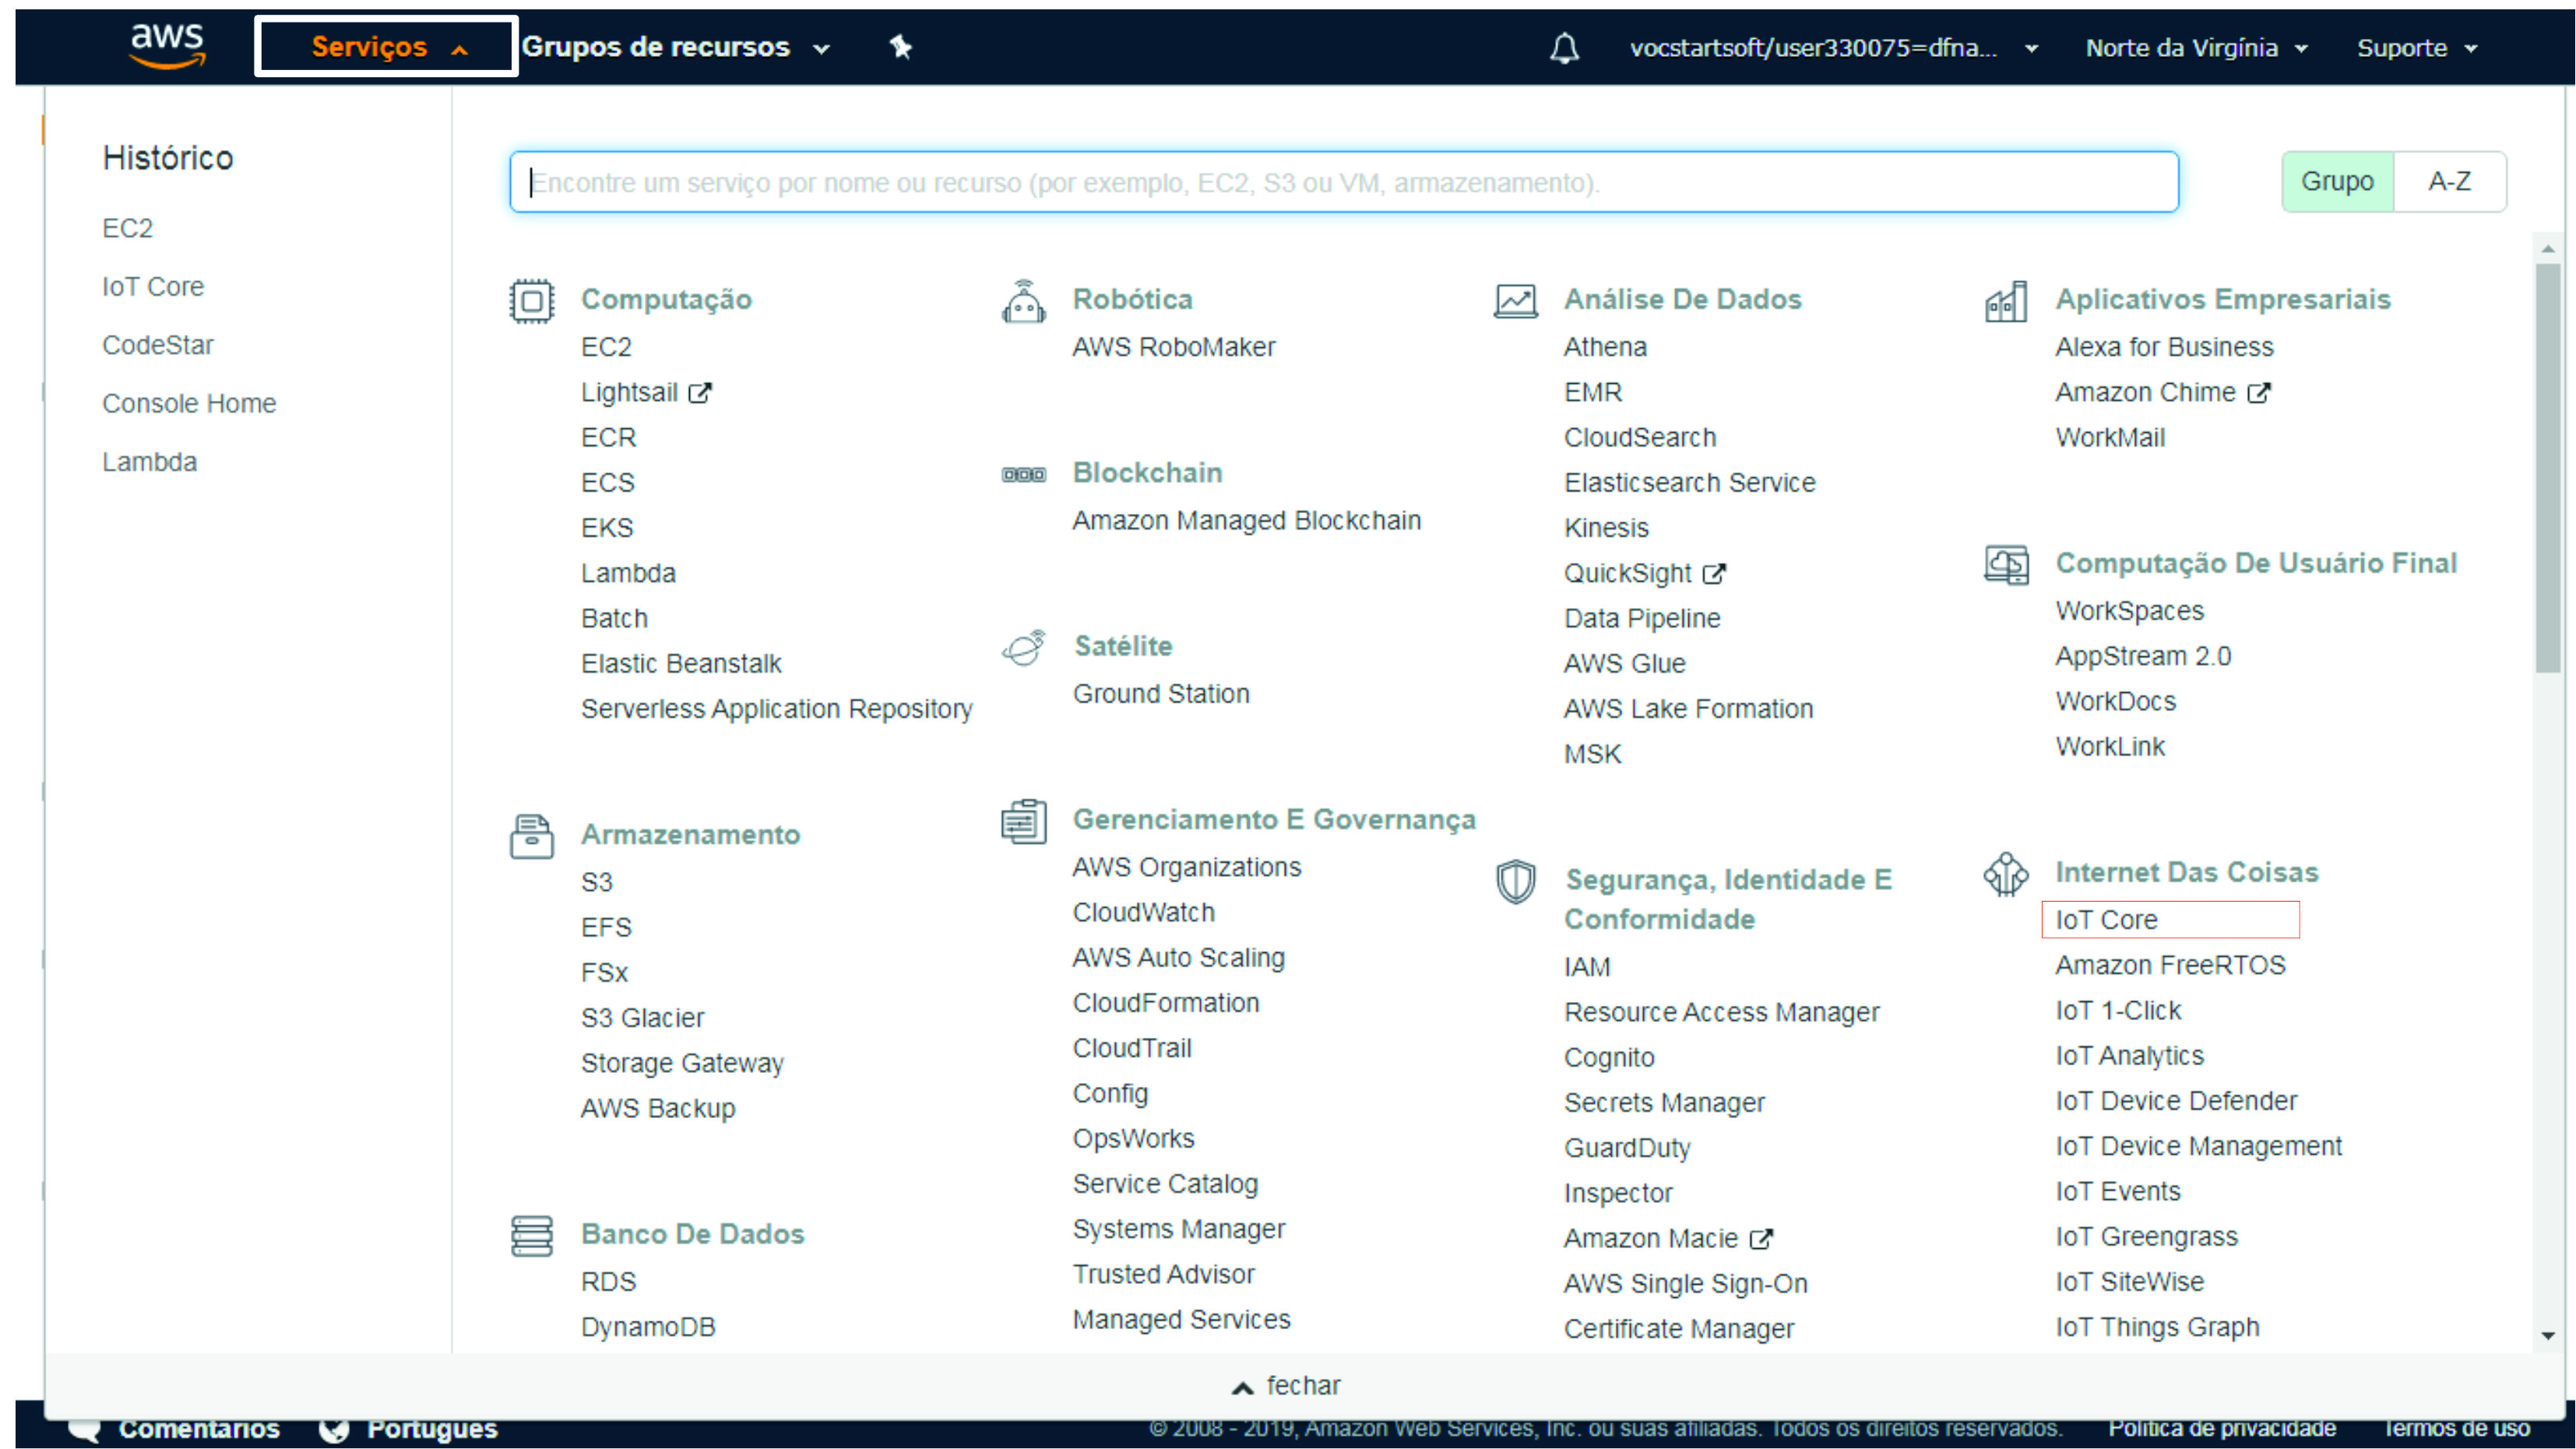 aws
Serviços
Grupos de recursos
vocstartsoft/user330075=dfna...
Norte da Virgínia
Suporte
Histórico
EC2
IoT Core
CodeStar
Console Home
Lambda
Encontre um serviço por nome ou recurso (por exemplo, EC2, S3 ou VM, armazenamento).
Grupo
A-Z
Computação
EC2
Lightsail
ECR
ECS
EKS
Lambda
Batch
Elastic Beanstalk
Serverless Application Repository
Armazenamento
S3
EFS
FSx
S3 Glacier
Storage Gateway
AWS Backup
Banco De Dados
RDS
DynamoDB
Robótica
AWS RoboMaker
Blockchain
Amazon Managed Blockchain
Satélite
Ground Station
Gerenciamento E Governança
AWS Organizations
CloudWatch
AWS Auto Scaling
CloudFormation
CloudTrail
Config
OpsWorks
Service Catalog
Systems Manager
Trusted Advisor
Managed Services
Análise De Dados
Athena
EMR
CloudSearch
Elasticsearch Service
Kinesis
QuickSight
Data Pipeline
AWS Glue
AWS Lake Formation
MSK
Segurança, Identidade E
Conformidade
IAM
Resource Access Manager
Cognito
Secrets Manager
GuardDuty
Inspector
Amazon Macie
AWS Single Sign-On
Certificate Manager
Aplicativos Empresariais
Alexa for Business
Amazon Chime
WorkMail
Computação De Usuário Final
WorkSpaces
AppStream 2.0
WorkDocs
WorkLink
Internet Das Coisas
IoT Core
Amazon FreeRTOS
IoT 1-Click
IoT Analytics
IoT Device Defender
IoT Device Management
IoT Events
IoT Greengrass
IoT SiteWise
IoT Things Graph
fechar
Comentários
Português
© 2008 - 2019, Amazon Web Services, Inc. ou suas afiliadas. Todos os direitos reservados.
Política de privacidade
Termos de uso